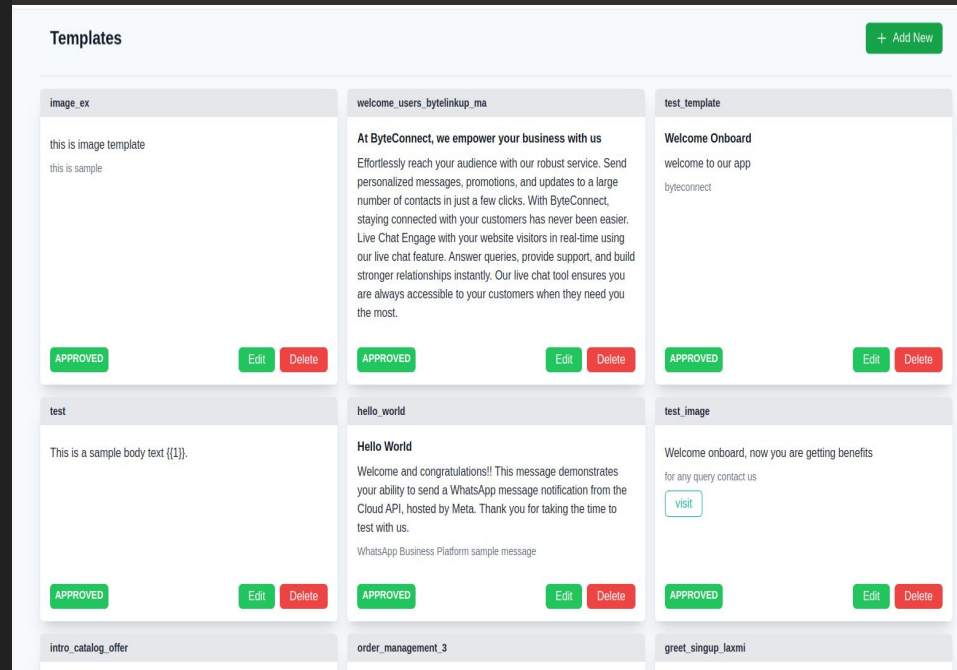 Templates
+ Add New
image_ex
this is image template
this is sample
APPROVED
Edit
Delete
welcome_users_bytelinkup_ma
At ByteConnect, we empower your business with us
Effortlessly reach your audience with our robust service. Send
personalized messages, promotions, and updates to a large
number of contacts in just a few clicks. With ByteConnect,
staying connected with your customers has never been easier.
Live Chat Engage with your website visitors in real-time using
our live chat feature. Answer queries, provide support, and build
stronger relationships instantly. Our live chat tool ensures you
are always accessible to your customers when they need you
the most.
APPROVED
Edit
Delete
test_template
Welcome Onboard
welcome to our app
byteconnect
APPROVED
Edit
Delete
test
This is a sample body text {{1}}.
APPROVED
Edit
Delete
hello_world
Hello World
Welcome and congratulations!! This message demonstrates
your ability to send a WhatsApp message notification from the
Cloud API, hosted by Meta. Thank you for taking the time to
test with us.
WhatsApp Business Platform sample message
APPROVED
Edit
Delete
test_image
Welcome onboard, now you are getting benefits
for any query contact us
visit
APPROVED
Edit
Delete
intro_catalog_offer
order_management_3
greet_singup_laxmi